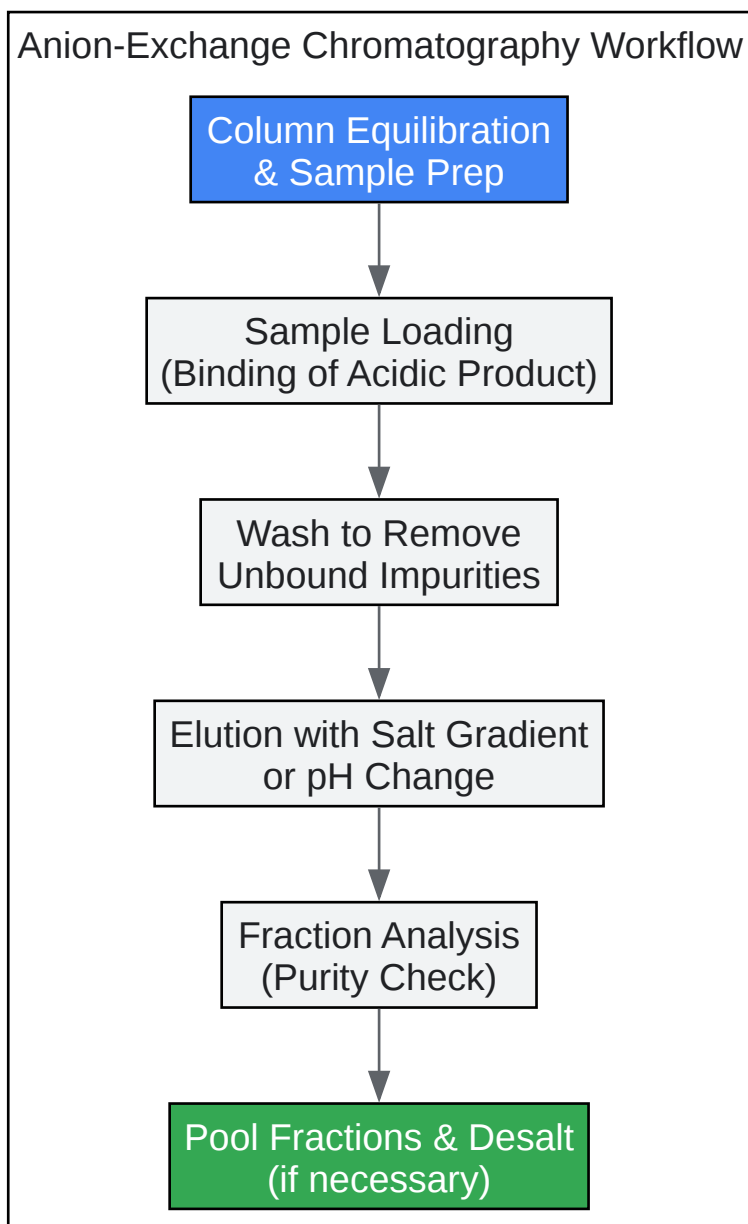 Anion-Exchange Chromatography Workflow
Column Equilibration
& Sample Prep
Sample Loading
(Binding of Acidic Product)
Wash to Remove
Unbound Impurities
Elution with Salt Gradient
or pH Change
Fraction Analysis
(Purity Check)
Pool Fractions & Desalt
(if necessary)